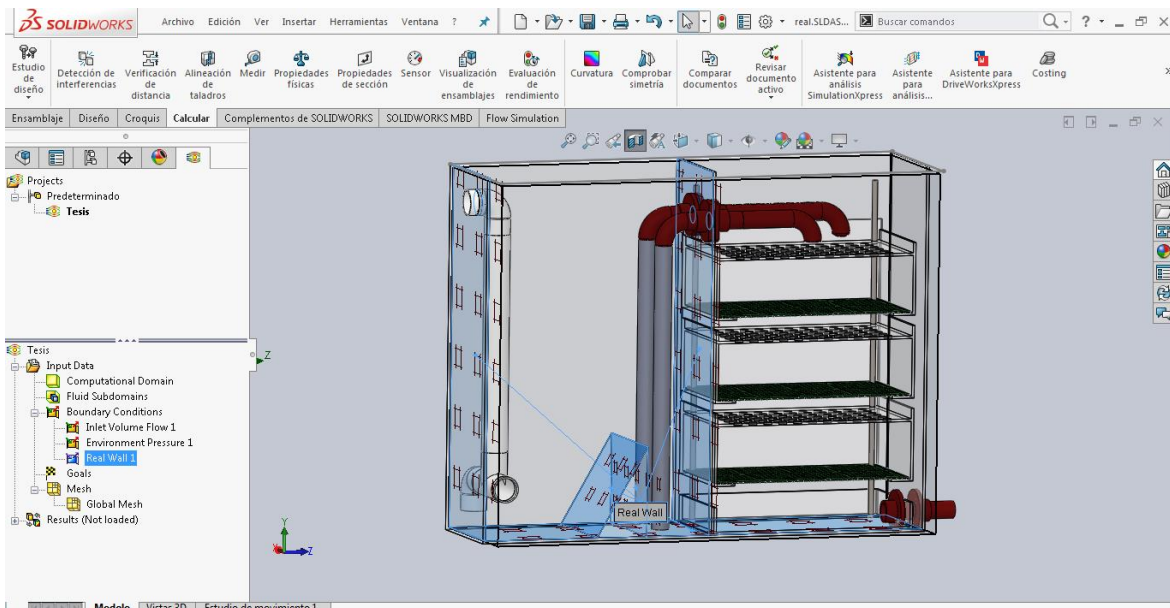 SOLIDWORKS
Archivo Edición Ver Insertar Herramientas Ventana ?
real.SLDAS...
Buscar comandos
?
Estudio de diseño
Detección de interferencias
Verificación de distancia
Alineación de taladros
Medir
Propiedades físicas
Propiedades de sección
Sensor
Visualización de ensamblajes
Evaluación de rendimiento
Curvatura
Comprobar simetría
Comparar documentos
Revisar documento activo
Asistente para análisis SimulationXpress
Asistente para análisis...
Asistente para DriveWorksXpress
Costing
Ensamblaje Diseño Croquis Calcular Complementos de SOLIDWORKS SOLIDWORKS MBD Flow Simulation
Projects
Predeterminado
Tesis
Tesis
Input Data
Computational Domain
Fluid Subdomains
Boundary Conditions
Inlet Volume Flow 1
Environment Pressure 1
Real Wall 1
Goals
Mesh
Global Mesh
Results (Not loaded)
Z
Real Wall
Y
Z
Modelo Vistas 3D Estudio de movimiento 1